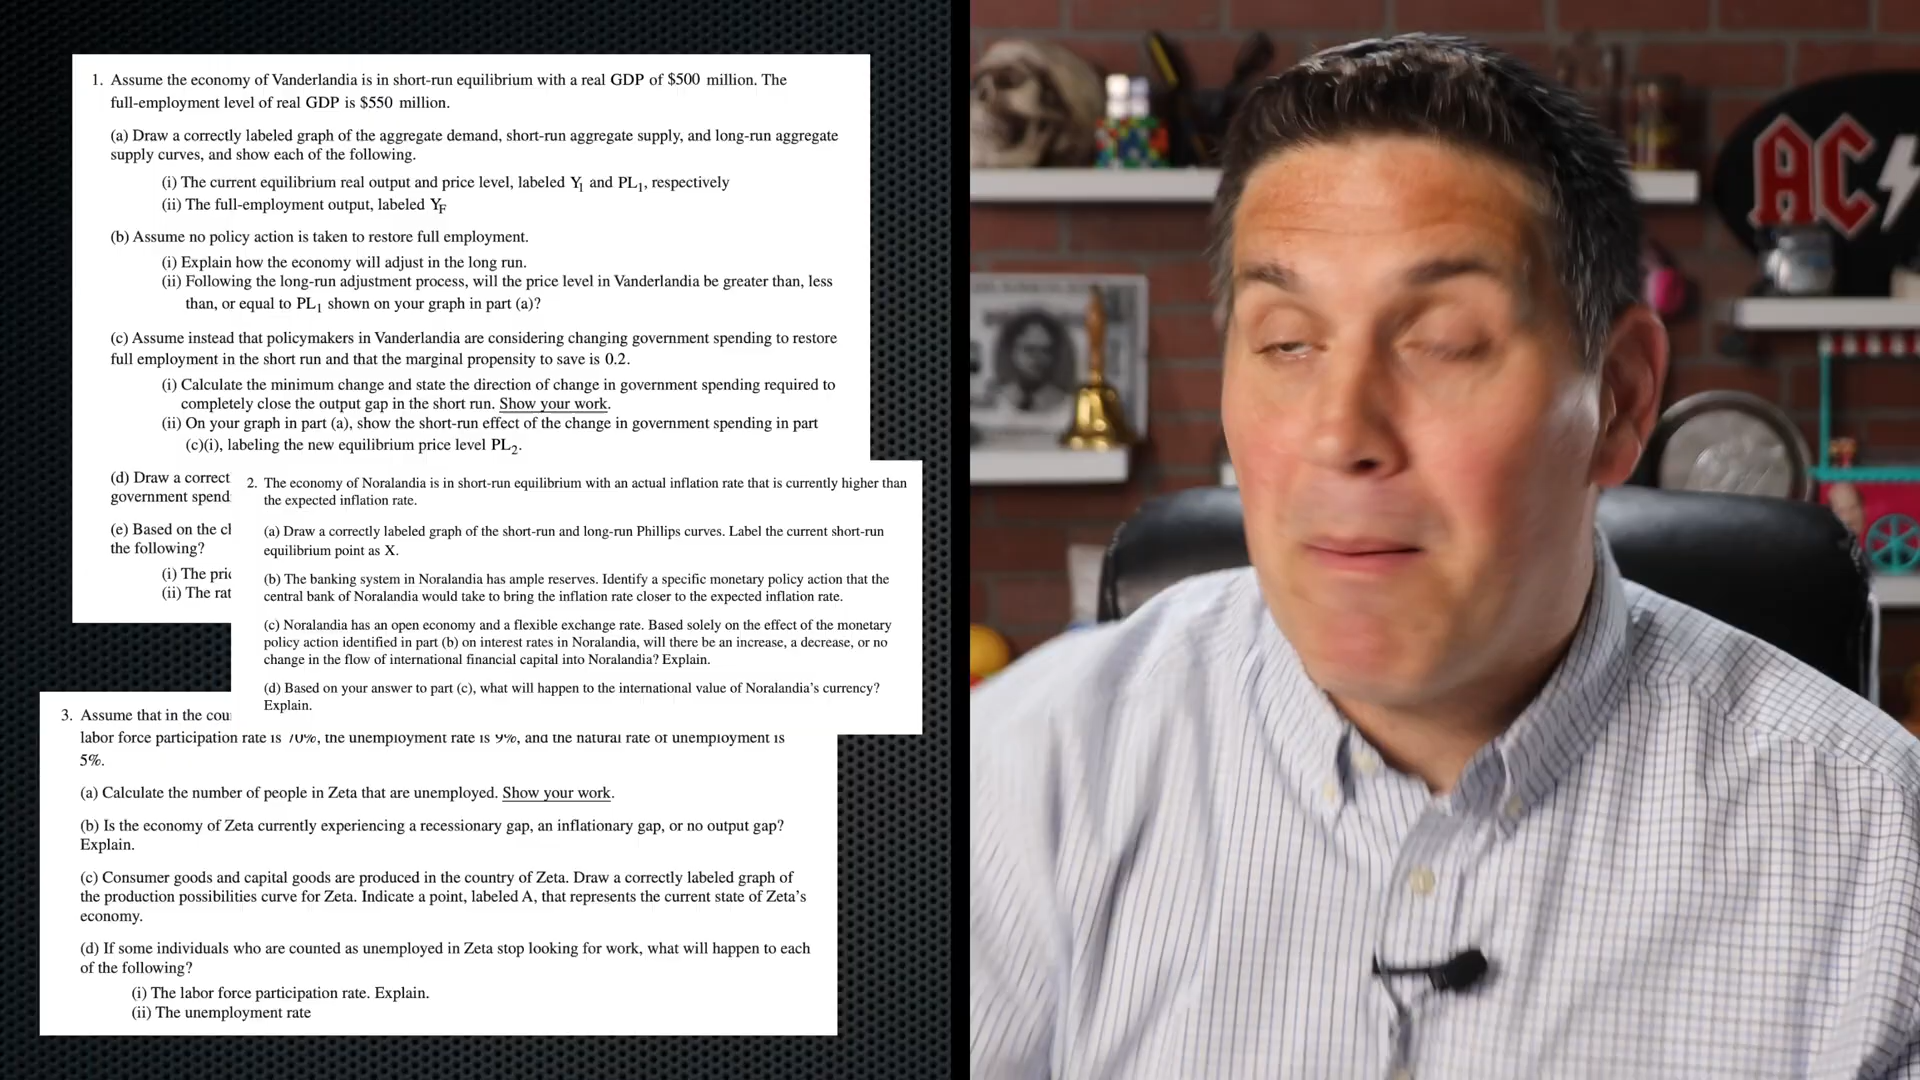 1. Assume the economy of Vanderlandia is in short-run equilibrium with a real GDP of $500 million. The
full-employment level of real GDP is $550 million.
(a) Draw a correctly labeled graph of the aggregate demand, short-run aggregate supply, and long-run aggregate
supply curves, and show each of the following.
(i) The current equilibrium real output and price level, labeled Y1 and PL1, respectively
(ii) The full-employment output, labeled YF
(b) Assume no policy action is taken to restore full employment.
(i) Explain how the economy will adjust in the long run.
(ii) Following the long-run adjustment process, will the price level in Vanderlandia be greater than, less
than, or equal to PL1 shown on your graph in part (a)?
(c) Assume instead that policymakers in Vanderlandia are considering changing government spending to restore
full employment in the short run and that the marginal propensity to save is 0.2.
(i) Calculate the minimum change and state the direction of change in government spending required to
completely close the output gap in the short run. Show your work.
(ii) On your graph in part (a), show the short-run effect of the change in government spending in part
(c)(i), labeling the new equilibrium price level PL2.
(d) Draw a correct
government spend
(e) Based on the
the following?
(i) The
(ii) The
2. The economy of Noralandia is in short-run equilibrium with an actual inflation rate that is currently higher than
the expected inflation rate.
(a) Draw a correctly labeled graph of the short-run and long-run Phillips curves. Label the current short-run
equilibrium point as X.
(b) The banking system in Noralandia has ample reserves. Identify a specific monetary policy action that the
central bank of Noralandia would take to bring the inflation rate closer to the expected inflation rate.
(c) Noralandia has an open economy and a flexible exchange rate. Based solely on the effect of the monetary
policy action identified in part (b) on interest rates in Noralandia, will there be an increase, a decrease, or no
change in the flow of international financial capital into Noralandia? Explain.
(d) Based on your answer to part (c), what will happen to the international value of Noralandia's currency?
Explain.
3. Assume that in the cou
labor force participation rate is 70%, the unemployment rate is 9%, and the natural rate of unemployment is
5%.
(a) Calculate the number of people in Zeta that are unemployed. Show your work.
(b) Is the economy of Zeta currently experiencing a recessionary gap, an inflationary gap, or no output gap?
Explain.
(c) Consumer goods and capital goods are produced in the country of Zeta. Draw a correctly labeled graph of
the production possibilities curve for Zeta. Indicate a point, labeled A, that represents the current state of Zeta's
economy.
(d) If some individuals who are counted as unemployed in Zeta stop looking for work, what will happen to each
of the following?
(i) The labor force participation rate. Explain.
(ii) The unemployment rate
AC